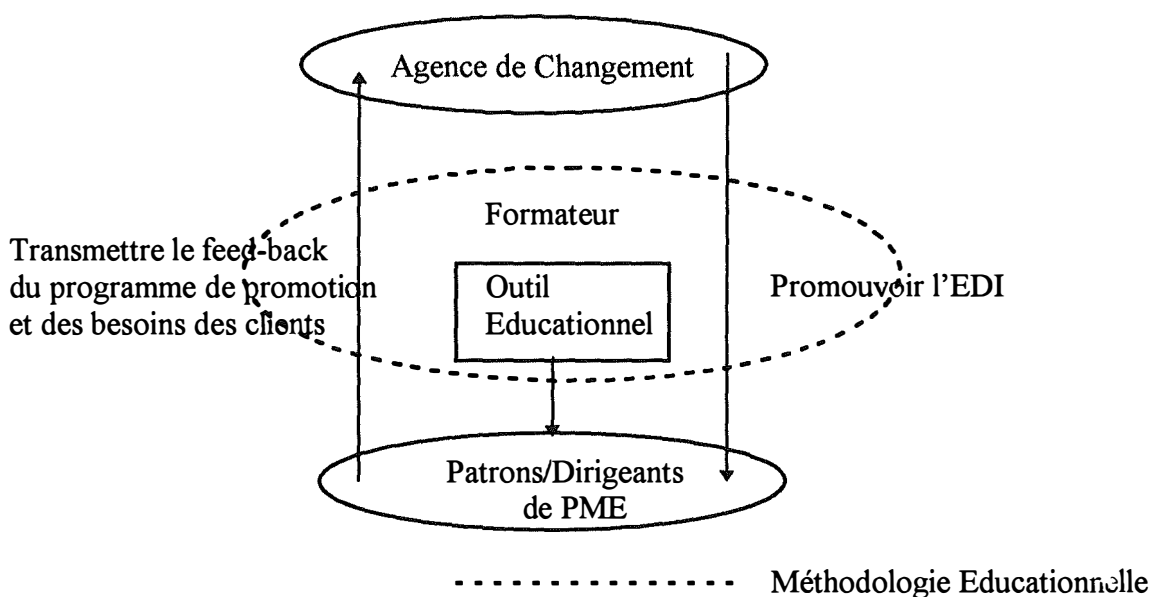 Agence de Changement
Formateur
Transmettre le feed-back
du programme de promotion
et des besoins des clients
Outil
Educationnel
Promouvoir l'EDI
Patrons/Dirigeants
de PME
Méthodologie Educationnelle